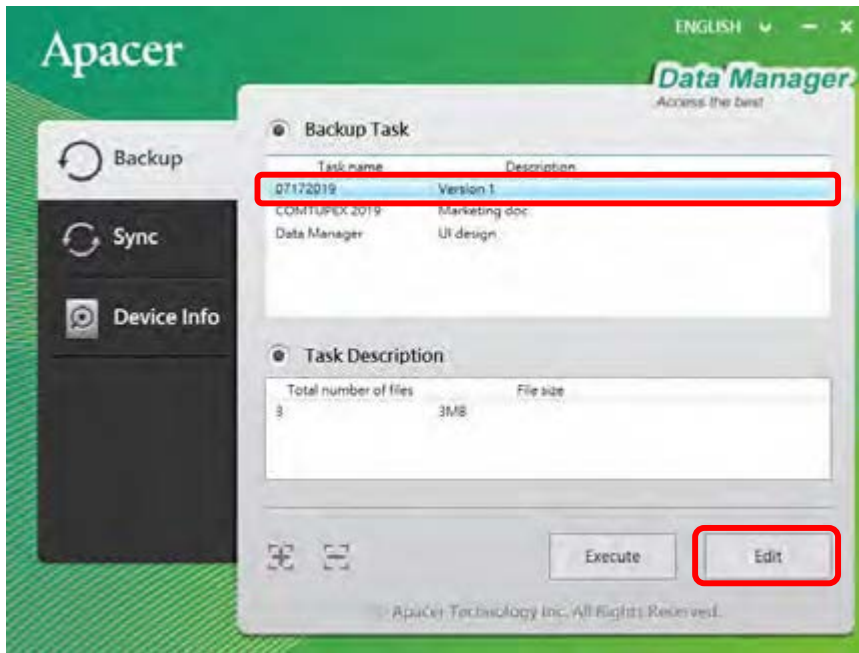 ENGLISH
Apacer
Data Manager
Access the best
Backup Task
Backup
Task name Description
07172019 Version 1
COMTUPEX 2019 Marketing doc
Sync
Data Manager UI design
Device Info
Task Description
Total number of files File size
3 3MB
Execute Edit
© Apacer Technology Inc. All Rights Reserved.